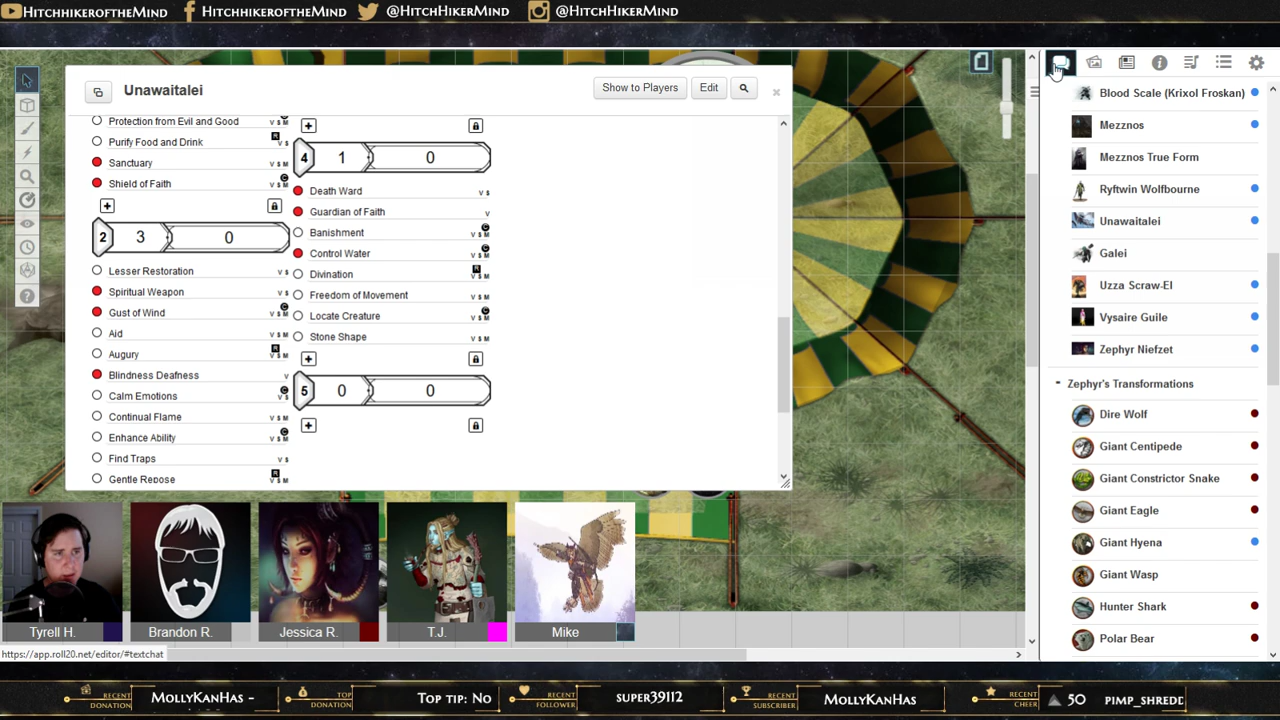 HITCHHIKEROFTHEMIND HITCHHIKEROFTHEMIND @HITCHHIKERMIND @HITCHHIKERMIND
Unawaitalei
Show to Players Edit
Protection from Evil and Good V S M C
Purify Food and Drink V S R
Sanctuary V S M
Shield of Faith V S M C
2 3 0
Lesser Restoration V S
Spiritual Weapon V S
Gust of Wind V S M C
Aid V S M
Augury V S M R
Blindness Deafness V
Calm Emotions V S C
Continual Flame V S M
Enhance Ability V S M C
Find Traps V S
Gentle Repose V S M R
4 1 0
Death Ward V S
Guardian of Faith V
Banishment V S M C
Control Water V S M C
Divination V S M R
Freedom of Movement V S M
Locate Creature V S M C
Stone Shape V S M
5 0 0
Blood Scale (Krixol Froskan)
Mezznos
Mezznos True Form
Ryftwin Wolfbourne
Unawaitalei
Galei
Uzza Scraw-El
Vysaire Guile
Zephyr Niefzet
Zephyr's Transformations
Dire Wolf
Giant Centipede
Giant Constrictor Snake
Giant Eagle
Giant Hyena
Giant Wasp
Hunter Shark
Polar Bear
Tyrell H. Brandon R. Jessica R. T.J. Mike
https://app.roll20.net/editor/#textchat
RECENT DONATION MOLLYKANHAS - TOP DONATION TOP TIP: NO RECENT FOLLOWER SUPER39112 RECENT SUBSCRIBER MOLLYKANHAS RECENT CHEER 50 PIMP_SHREDD